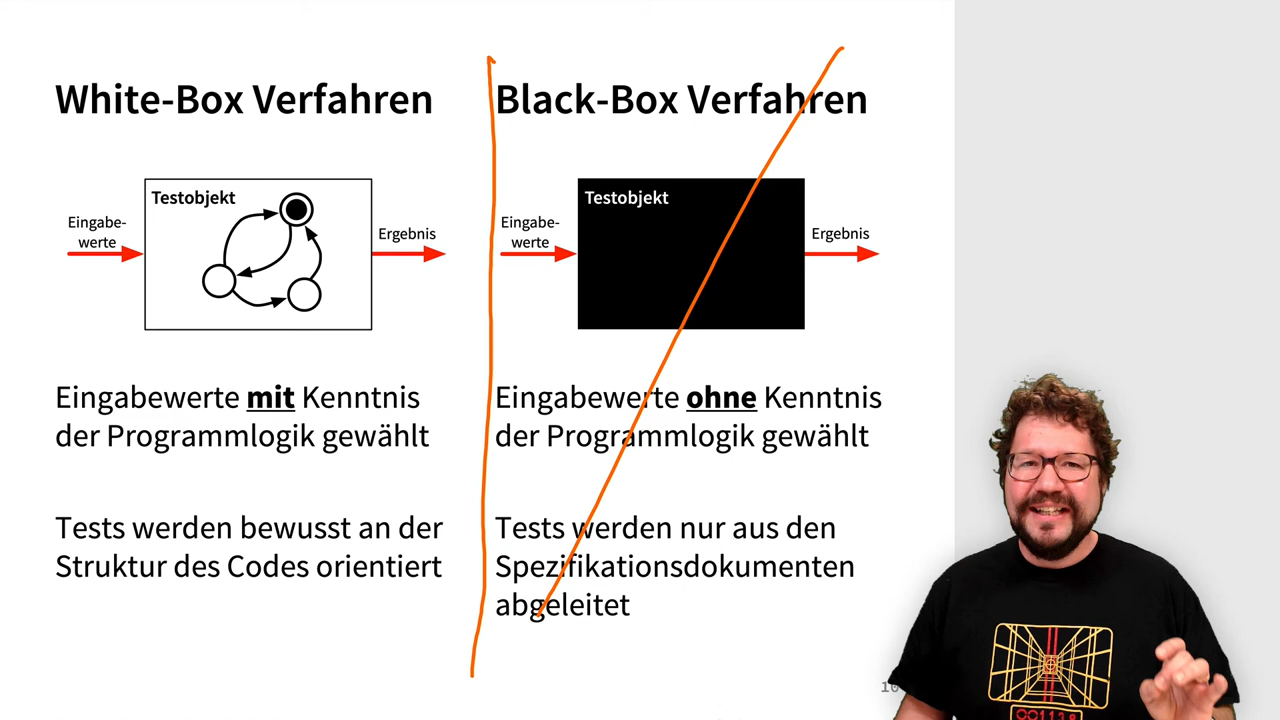 White-Box Verfahren
Testobjekt
Eingabe-
werte
Ergebnis
Eingabewerte mit Kenntnis
der Programmlogik gewählt
Tests werden bewusst an der
Struktur des Codes orientiert
Black-Box Verfahren
Testobjekt
Eingabe-
werte
Ergebnis
Eingabewerte ohne Kenntnis
der Programmlogik gewählt
Tests werden nur aus den
Spezifikationsdokumenten
abgeleitet